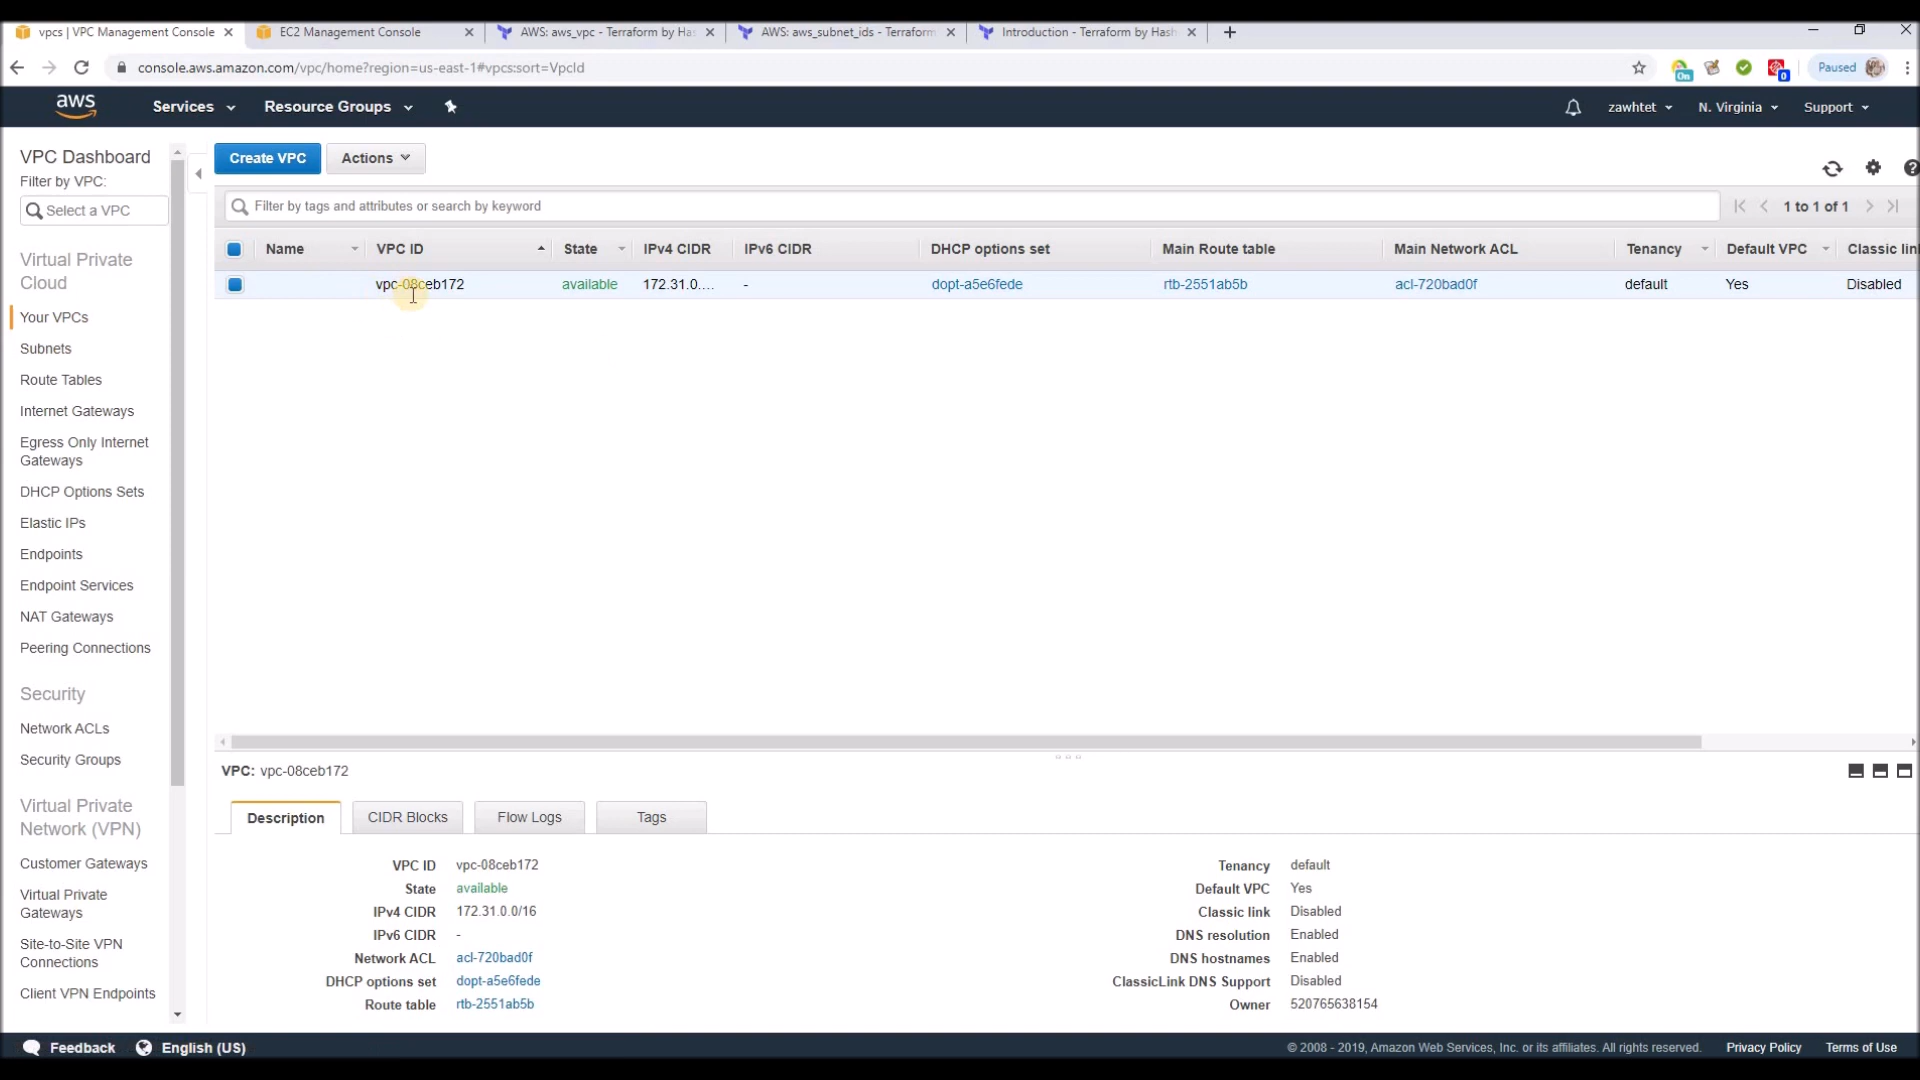 vpcs | VPC Management Console
EC2 Management Console
AWS: aws_vpc - Terraform by Has
AWS: aws_subnet_ids - Terraform
Introduction - Terraform by Hash
console.aws.amazon.com/vpc/home?region=us-east-1#vpcs:sort=VpcId
On
0
Paused
aws
Services
Resource Groups
zawhtet
N. Virginia
Support
VPC Dashboard
Filter by VPC:
Select a VPC
Virtual Private
Cloud
Your VPCs
Subnets
Route Tables
Internet Gateways
Egress Only Internet
Gateways
DHCP Options Sets
Elastic IPs
Endpoints
Endpoint Services
NAT Gateways
Peering Connections
Security
Network ACLs
Security Groups
Virtual Private
Network (VPN)
Customer Gateways
Virtual Private
Gateways
Site-to-Site VPN
Connections
Client VPN Endpoints
Create VPC
Actions
Filter by tags and attributes or search by keyword
1 to 1 of 1
Name VPC ID State IPv4 CIDR IPv6 CIDR DHCP options set Main Route table Main Network ACL Tenancy Default VPC Classic lin
vpc-08ceb172 available 172.31.0.... - dopt-a5e6fede rtb-2551ab5b acl-720bad0f default Yes Disabled
VPC: vpc-08ceb172
Description
CIDR Blocks
Flow Logs
Tags
VPC ID vpc-08ceb172
State available
IPv4 CIDR 172.31.0.0/16
IPv6 CIDR -
Network ACL acl-720bad0f
DHCP options set dopt-a5e6fede
Route table rtb-2551ab5b
Tenancy default
Default VPC Yes
Classic link Disabled
DNS resolution Enabled
DNS hostnames Enabled
ClassicLink DNS Support Disabled
Owner 520765638154
Feedback
English (US)
© 2008 - 2019, Amazon Web Services, Inc. or its affiliates. All rights reserved.
Privacy Policy
Terms of Use